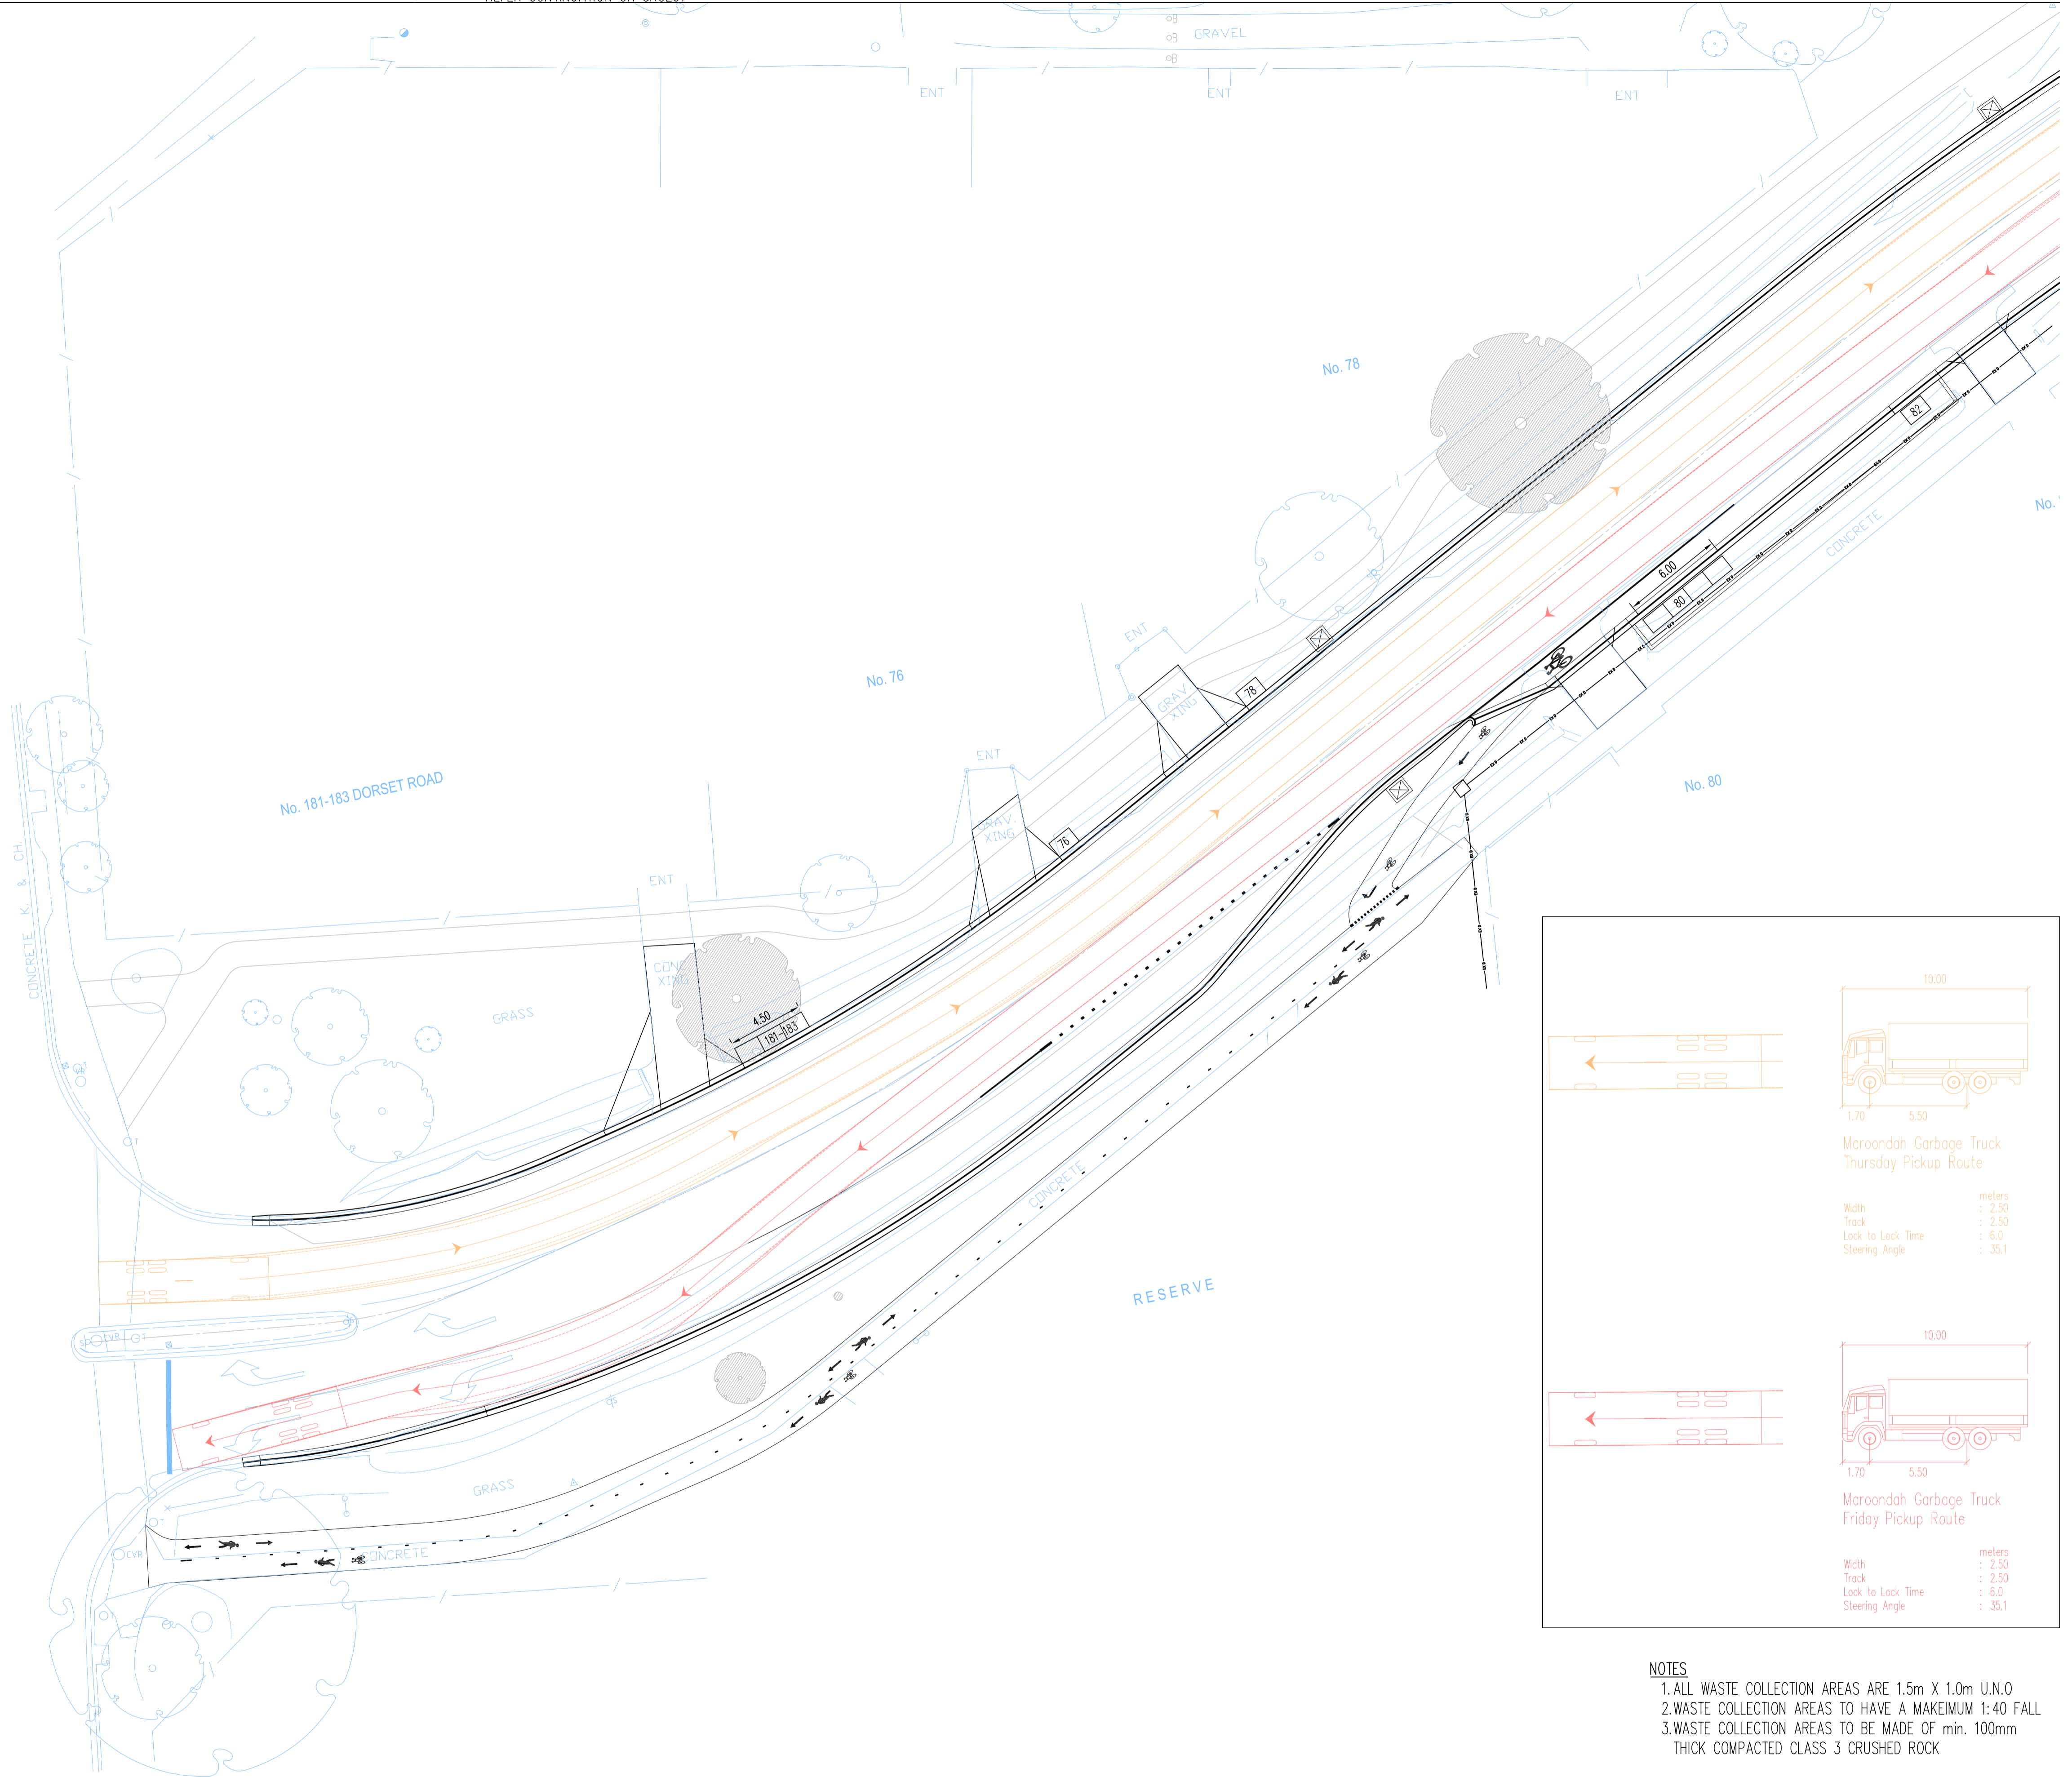 GRAVEL
ENT
ENT
ENT
No. 78
82
No.
CONCRETE
6.00
80
ENT
No. 76
GRAV.
XING
78
ENT
No. 80
No. 181-183 DORSET ROAD
GRAV.
XING
76
CONCRETE K. & CH.
ENT
CONC
XING
GRASS
4.50
181-183
T
T
CONCRETE
RESERVE
CVR
S
GRASS
T
CVR
CONCRETE
T
10.00
1.70
5.50
Maroondah Garbage Truck
Thursday Pickup Route
meters
Width : 2.50
Track : 2.50
Lock to Lock Time : 6.0
Steering Angle : 35.1
10.00
1.70
5.50
Maroondah Garbage Truck
Friday Pickup Route
meters
Width : 2.50
Track : 2.50
Lock to Lock Time : 6.0
Steering Angle : 35.1
NOTES
1. ALL WASTE COLLECTION AREAS ARE 1.5m X 1.0m U.N.O
2. WASTE COLLECTION AREAS TO HAVE A MAKEIMUM 1:40 FALL
3. WASTE COLLECTION AREAS TO BE MADE OF min. 100mm
THICK COMPACTED CLASS 3 CRUSHED ROCK